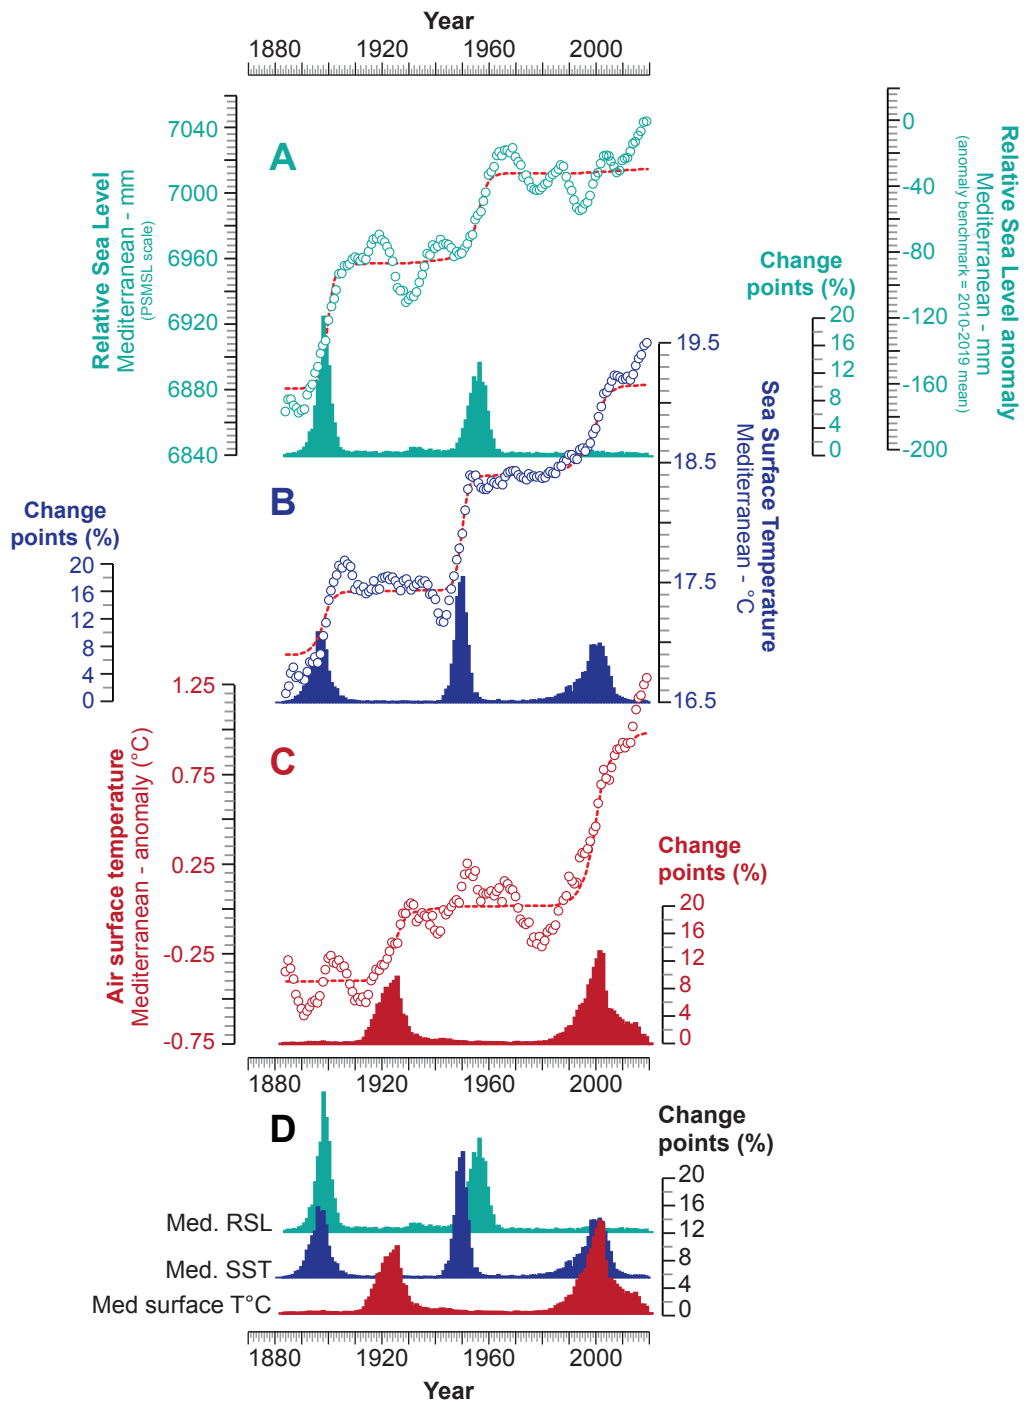 Year
1880 1920 1960 2000
A
Relative Sea Level
Mediterranean - mm
(PSMSL scale)
7040
7000
6960
6920
6880
6840
Change
points (%)
20
16
12
8
4
0
Relative Sea Level anomaly
Mediterranean - mm
(anomaly benchmark = 2010-2019 mean)
0
-40
-80
-120
-160
-200
B
Change
points (%)
20
16
12
8
4
0
Sea Surface Temperature
Mediterranean - °C
19.5
18.5
17.5
16.5
C
Air surface temperature
Mediterranean - anomaly (°C)
1.25
0.75
0.25
-0.25
-0.75
Change
points (%)
20
16
12
8
4
0
1880 1920 1960 2000
D
Change
points (%)
20
16
12
8
4
0
Med. RSL
Med. SST
Med surface T°C
1880 1920 1960 2000
Year